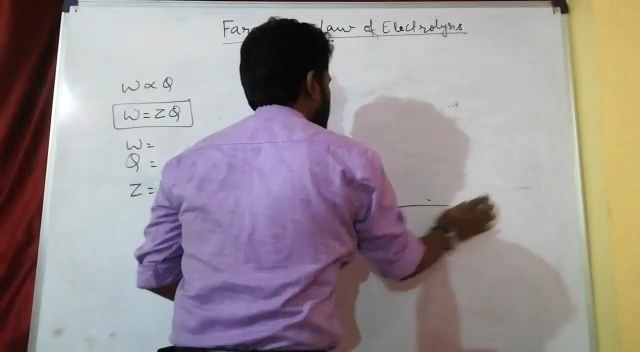 Far Law of Electrolysis
W ∝ Q
W = ZQ
W =
Q =
Z =